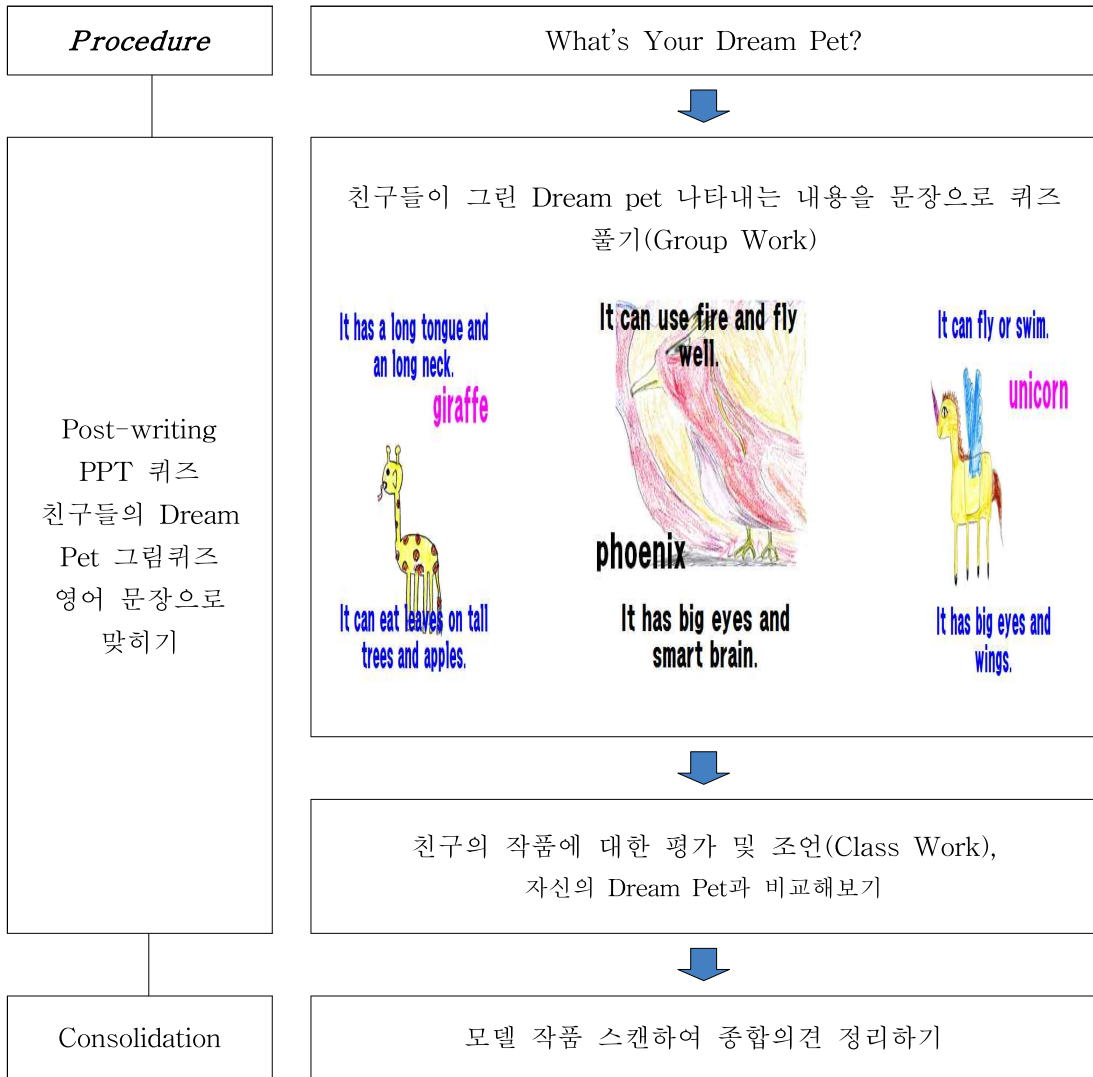 Procedure
What's Your Dream Pet?
Post-writing
PPT 퀴즈
친구들의 Dream
Pet 그림퀴즈
영어 문장으로
맞히기
친구들이 그린 Dream pet 나타내는 내용을 문장으로 퀴즈
풀기(Group Work)
It has a long tongue and
an long neck.
giraffe
It can eat leaves on tall
trees and apples.
It can use fire and fly
well.
phoenix
It has big eyes and
smart brain.
It can fly or swim.
unicorn
It has big eyes and
wings.
친구의 작품에 대한 평가 및 조언(Class Work),
자신의 Dream Pet과 비교해보기
Consolidation
모델 작품 스캔하여 종합의견 정리하기